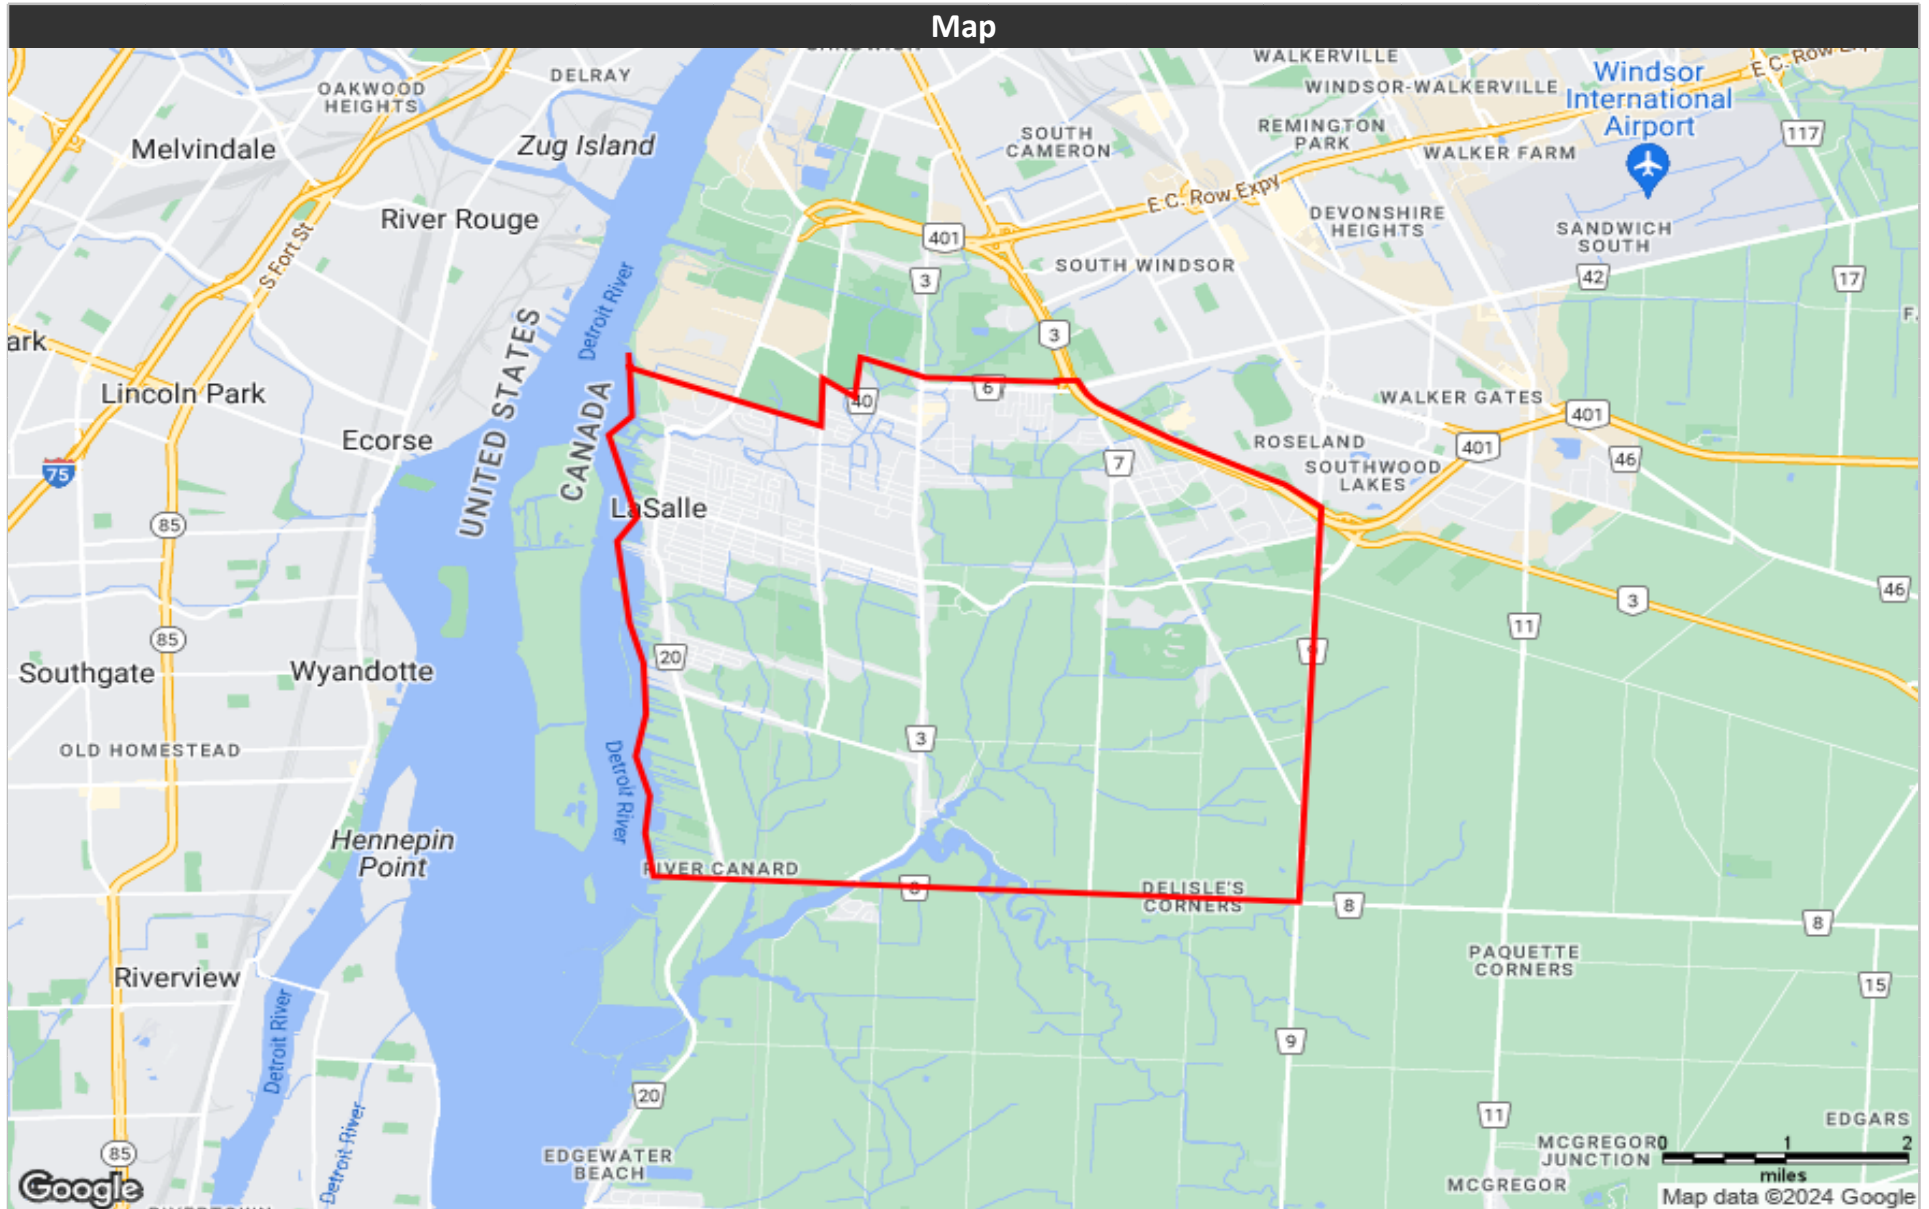 Map
OAKWOOD
HEIGHTS
DELRAY
WALKERVILLE
WINDSOR-WALKERVILLE
E C. Row Exp
Windsor
International
Airport
Melvindale
Zug Island
SOUTH
CAMERON
REMINGTON
PARK
WALKER FARM
117
River Rouge
E C. Row Expy
DEVONSHIRE
HEIGHTS
SANDWICH
SOUTH
S Fort St
401
SOUTH WINDSOR
3
42
17
F
Detroit River
3
ark
UNITED STATES
CANADA
Lincoln Park
6
40
WALKER GATES
401
Ecorse
ROSELAND
401
75
7
SOUTHWOOD
LAKES
46
LaSalle
85
46
3
11
85
20
9
Southgate
Wyandotte
OLD HOMESTEAD
3
Detroit River
Hennepin
Point
RIVER CANARD
DELISLE'S
CORNERS
8
8
PAQUETTE
CORNERS
Riverview
15
Detroit River
9
20
11
EDGARS
Detroit River
85
EDGEWATER
BEACH
MCGREGOR
JUNCTION
0 1 2
miles
MCGREGOR
Google
Map data ©2024 Google